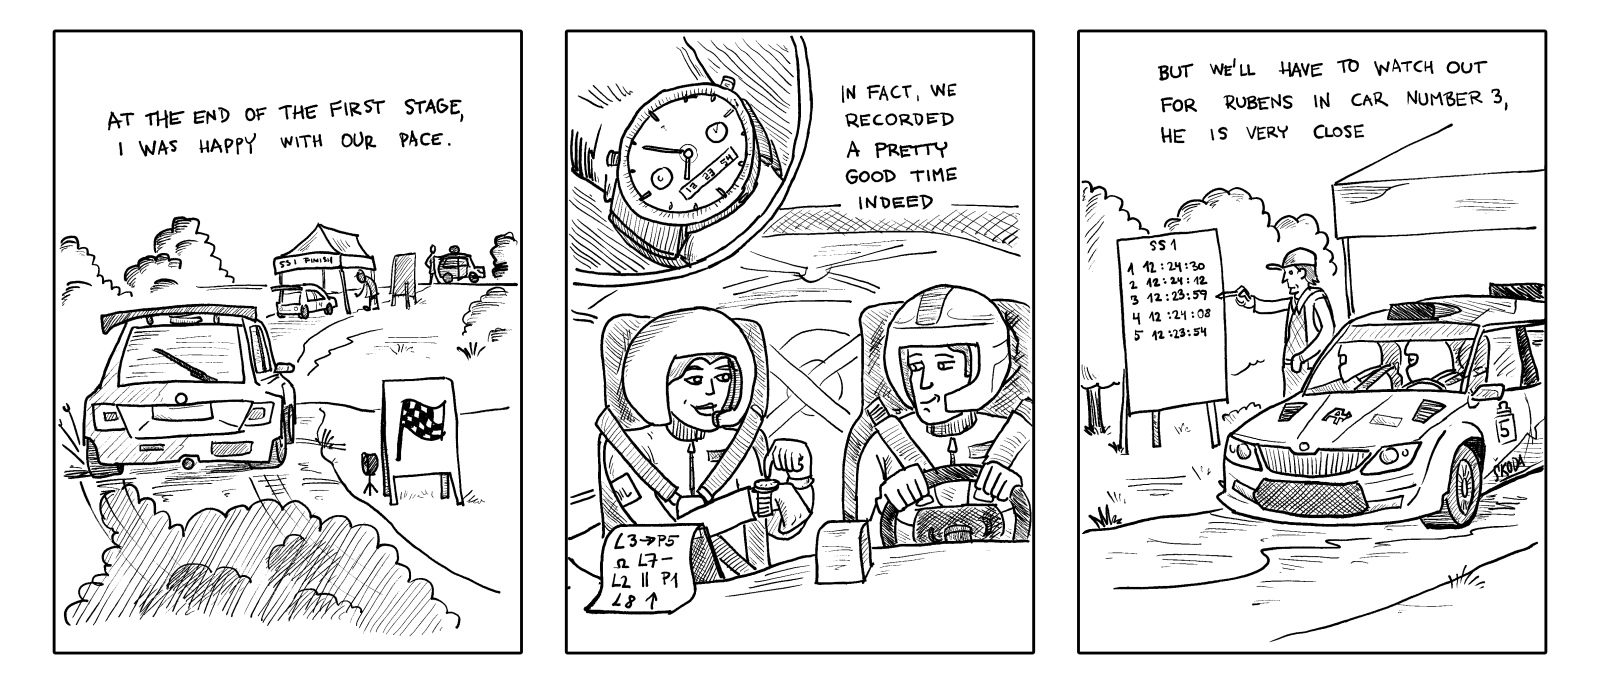 AT THE END OF THE FIRST STAGE,
I WAS HAPPY WITH OUR PACE.
SS1 FINISH
IN FACT, WE
RECORDED
A PRETTY
GOOD TIME
INDEED
12 23 54
L3→P5
Ω L7—
L2 || P1
L8 ↑
BUT WE'LL HAVE TO WATCH OUT
FOR RUBENS IN CAR NUMBER 3,
HE IS VERY CLOSE
SS1
1 12:24:30
2 12:24:12
3 12:23:59
4 12:24:08
5 12:23:54
5
ŠKODA